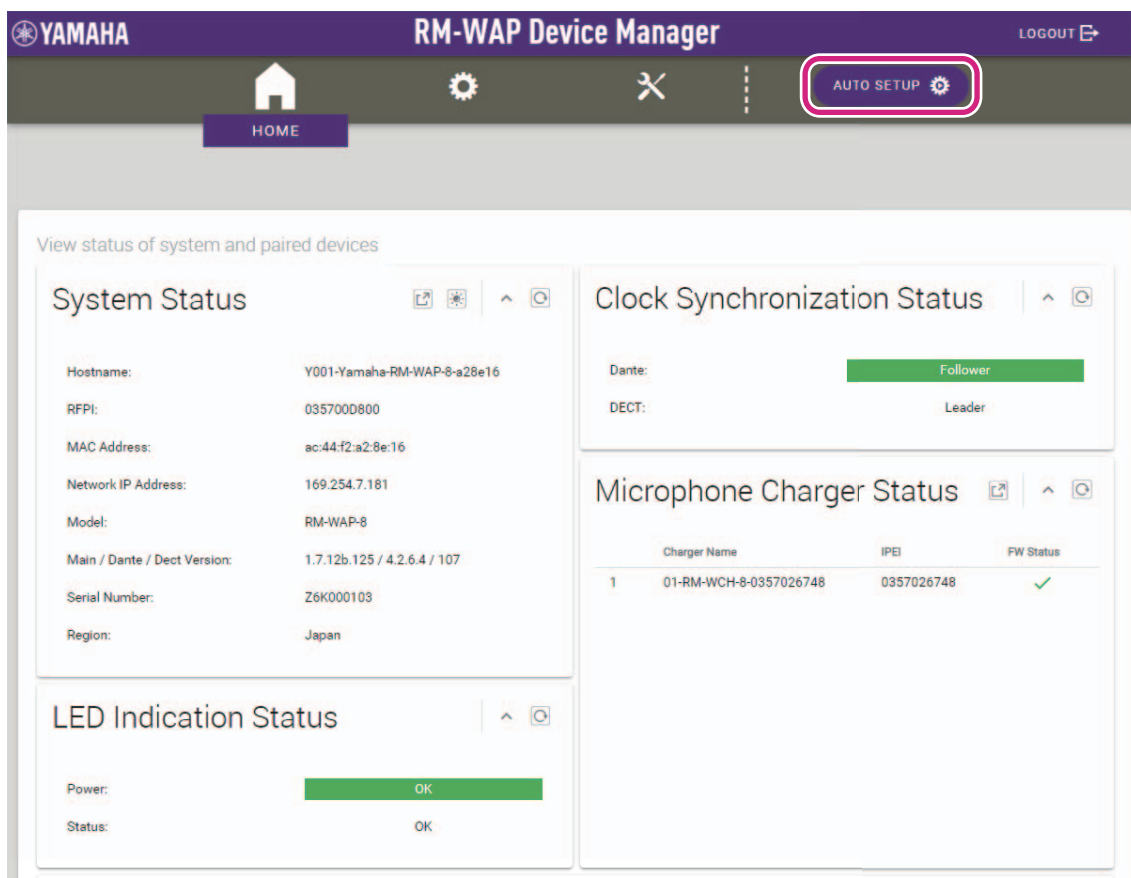 YAMAHA
RM-WAP Device Manager
LOGOUT
AUTO SETUP
HOME
View status of system and paired devices
System Status
Hostname: Y001-Yamaha-RM-WAP-8-a28e16
RFPI: 035700D800
MAC Address: ac:44:f2:a2:8e:16
Network IP Address: 169.254.7.181
Model: RM-WAP-8
Main / Dante / Dect Version: 1.7.12b.125 / 4.2.6.4 / 107
Serial Number: Z6K000103
Region: Japan
LED Indication Status
Power: OK
Status: OK
Clock Synchronization Status
Dante: Follower
DECT: Leader
Microphone Charger Status
Charger Name IPEI FW Status
1 01-RM-WCH-8-0357026748 0357026748